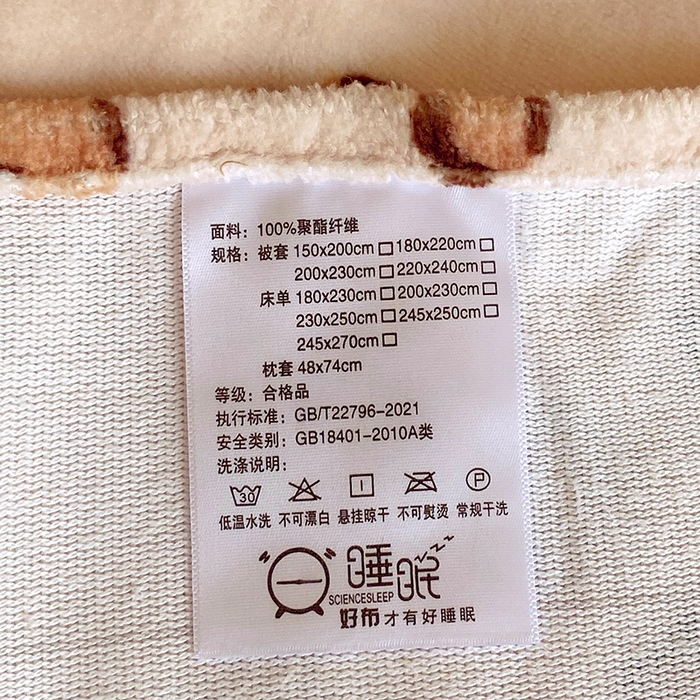 面料：100%聚酯纤维
规格：被套 150x200cm□180x220cm□
200x230cm□ 220x240cm□
床单 180x230cm□ 200x230cm□
230x250cm□ 245x250cm□
245x270cm□
枕套 48x74cm
等级：合格品
执行标准：GB/T22796-2021
安全类别：GB18401-2010A类
洗涤说明：
30 P
低温水洗 不可漂白 悬挂晾干 不可熨烫 常规干洗
睡眠
SCIENCESLEEP
好布才有好睡眠